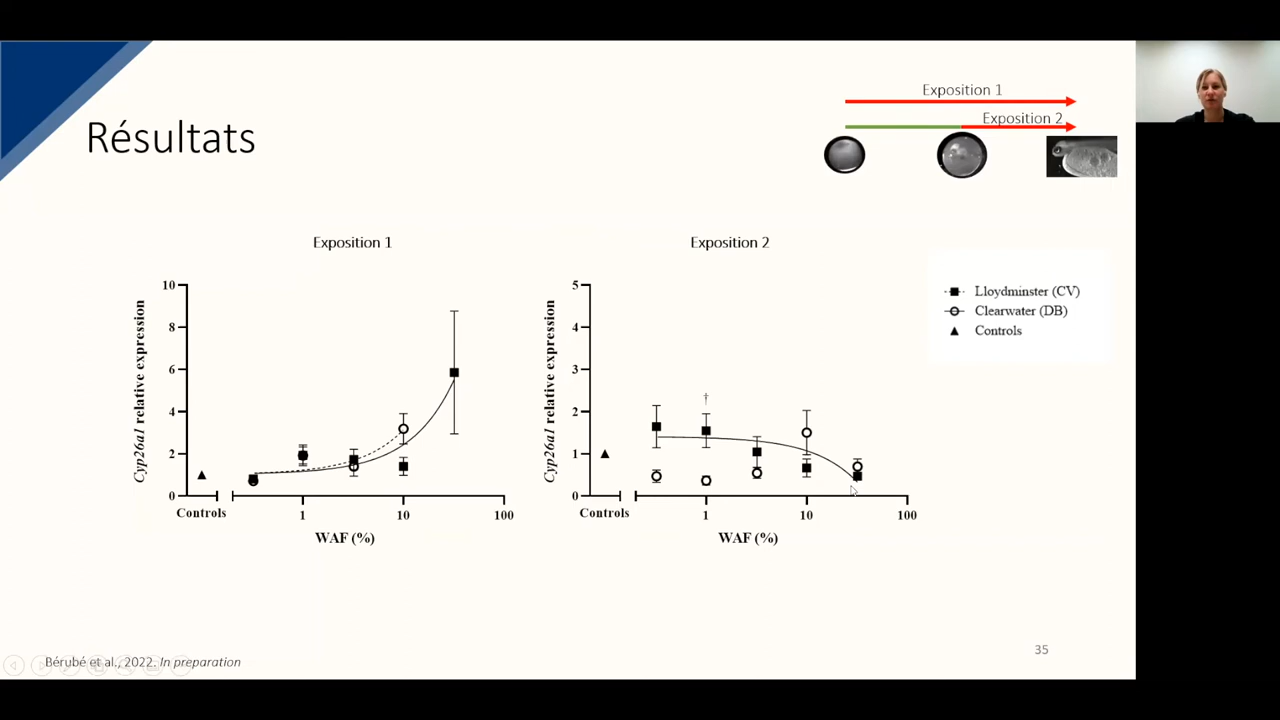 Exposition 1
Exposition 2
Résultats
Exposition 1
Exposition 2
10
8
6
4
2
0
Cyp26a1 relative expression
Controls
1
10
100
WAF (%)
5
4
3
2
1
0
Cyp26a1 relative expression
†
Controls
1
10
100
WAF (%)
Lloydminster (CV)
Clearwater (DB)
Controls
Bérubé et al., 2022. In preparation
35